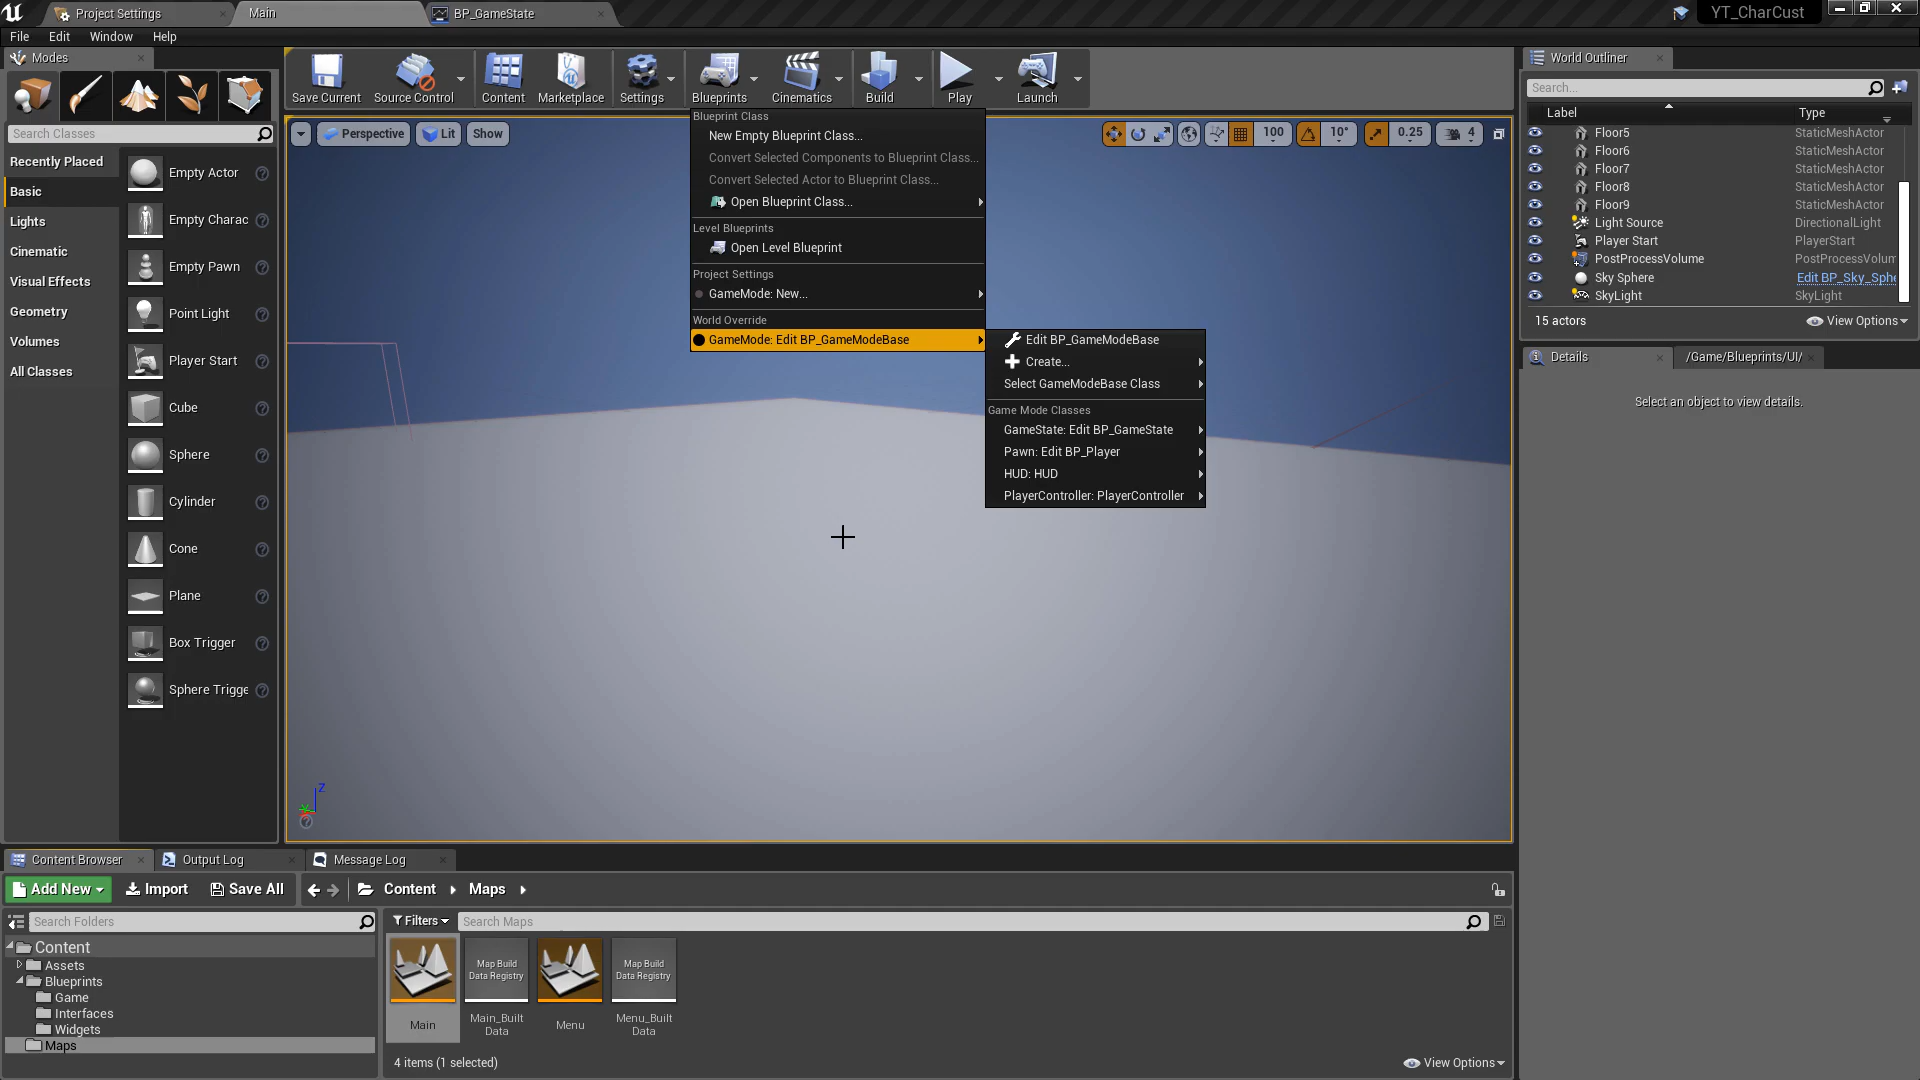 Project Settings
Main
BP_GameState
YT_CharCust
File Edit Window Help
Modes
Search Classes
Recently Placed
Basic
Lights
Cinematic
Visual Effects
Geometry
Volumes
All Classes
Empty Actor
Empty Charac
Empty Pawn
Point Light
Player Start
Cube
Sphere
Cylinder
Cone
Plane
Box Trigger
Sphere Trigge
Save Current
Source Control
Content
Marketplace
Settings
Blueprints
Cinematics
Build
Play
Launch
Perspective
Lit
Show
100
10°
0.25
4
Blueprint Class
New Empty Blueprint Class...
Convert Selected Components to Blueprint Class...
Convert Selected Actor to Blueprint Class...
Open Blueprint Class...
Level Blueprints
Open Level Blueprint
Project Settings
GameMode: New...
World Override
GameMode: Edit BP_GameModeBase
Edit BP_GameModeBase
Create...
Select GameModeBase Class
Game Mode Classes
GameState: Edit BP_GameState
Pawn: Edit BP_Player
HUD: HUD
PlayerController: PlayerController
Z
World Outliner
Search...
Label Type
Floor5 StaticMeshActor
Floor6 StaticMeshActor
Floor7 StaticMeshActor
Floor8 StaticMeshActor
Floor9 StaticMeshActor
Light Source DirectionalLight
Player Start PlayerStart
PostProcessVolume PostProcessVolum
Sky Sphere Edit BP_Sky_Sphe
SkyLight SkyLight
15 actors
View Options
Details
/Game/Blueprints/UI/
Select an object to view details.
Content Browser
Output Log
Message Log
Add New
Import
Save All
Content
Maps
Search Folders
Content
Assets
Blueprints
Game
Interfaces
Widgets
Maps
Filters
Search Maps
Map Build
Data Registry
Map Build
Data Registry
Main
Main_Built
Data
Menu
Menu_Built
Data
4 items (1 selected)
View Options